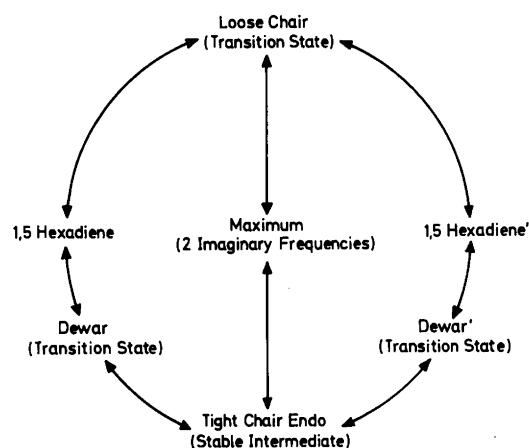 Loose Chair
(Transition State)
1,5 Hexadiene
Maximum
(2 Imaginary Frequencies)
1,5 Hexadiene'
Dewar
(Transition State)
Dewar'
(Transition State)
Tight Chair Endo
(Stable Intermediate)